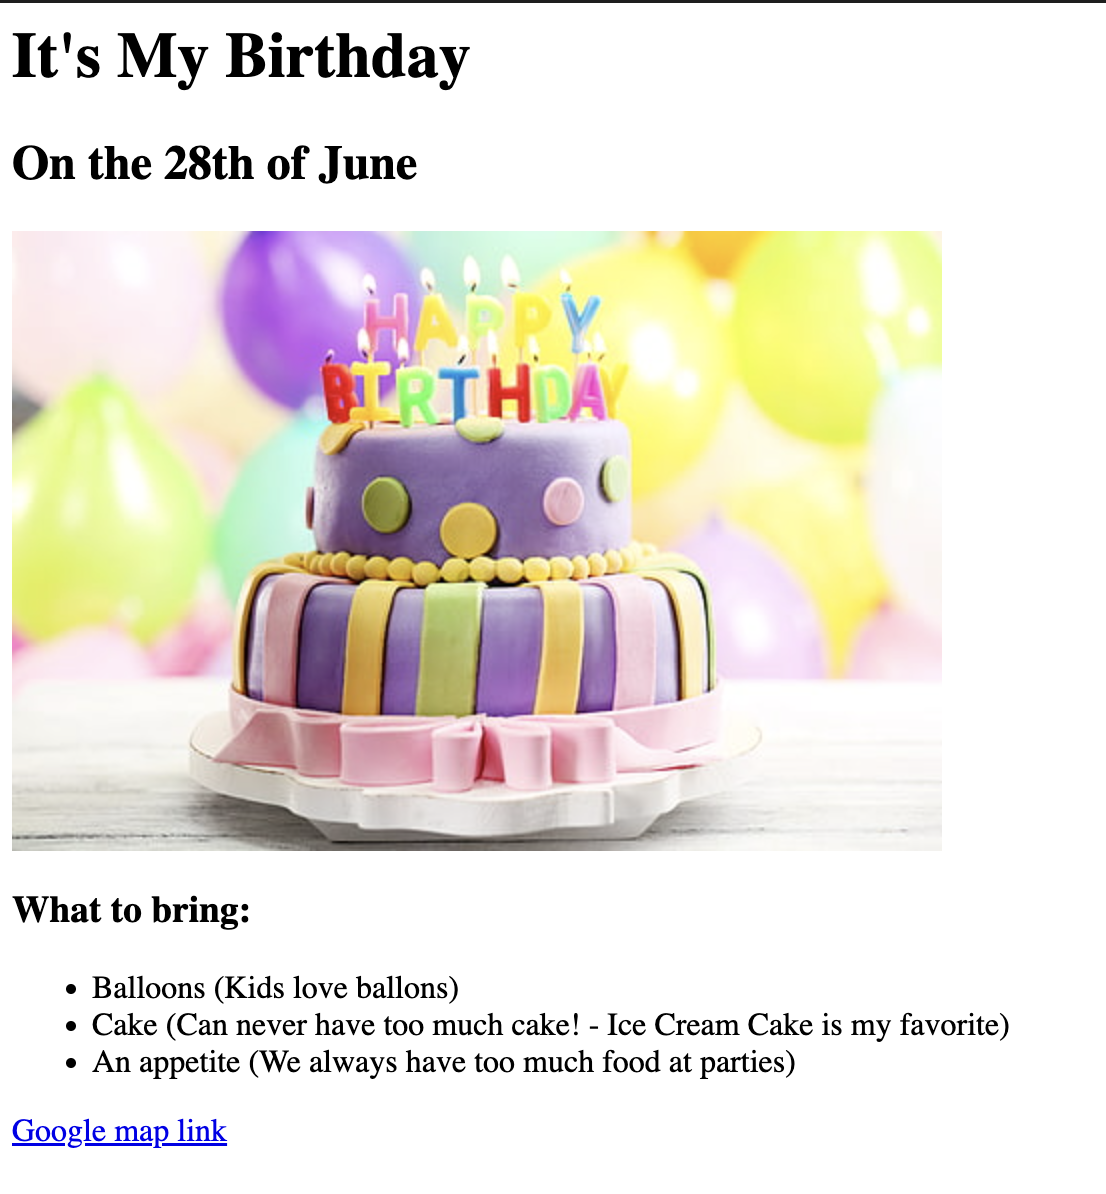 It's My Birthday
On the 28th of June
HAPPY
BIRTHDAY
What to bring:
Balloons (Kids love ballons)
Cake (Can never have too much cake! - Ice Cream Cake is my favorite)
An appetite (We always have too much food at parties)
Google map link